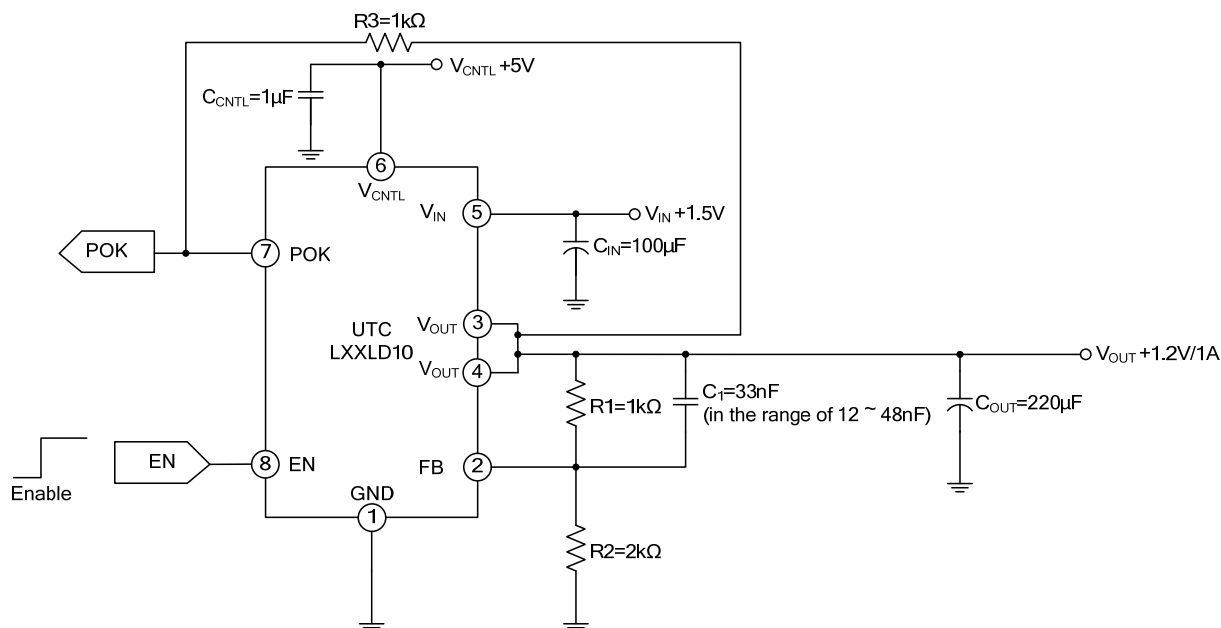 R3=1kΩ
VCNTL +5V
CCNTL=1µF
6
VCNTL
VIN
5
VIN +1.5V
CIN=100µF
POK
7
POK
UTC
LXXLD10
VOUT
3
VOUT
4
VOUT +1.2V/1A
R1=1kΩ
C1=33nF
(in the range of 12 ~ 48nF)
COUT=220µF
Enable
EN
8
EN
FB
2
GND
1
R2=2kΩ